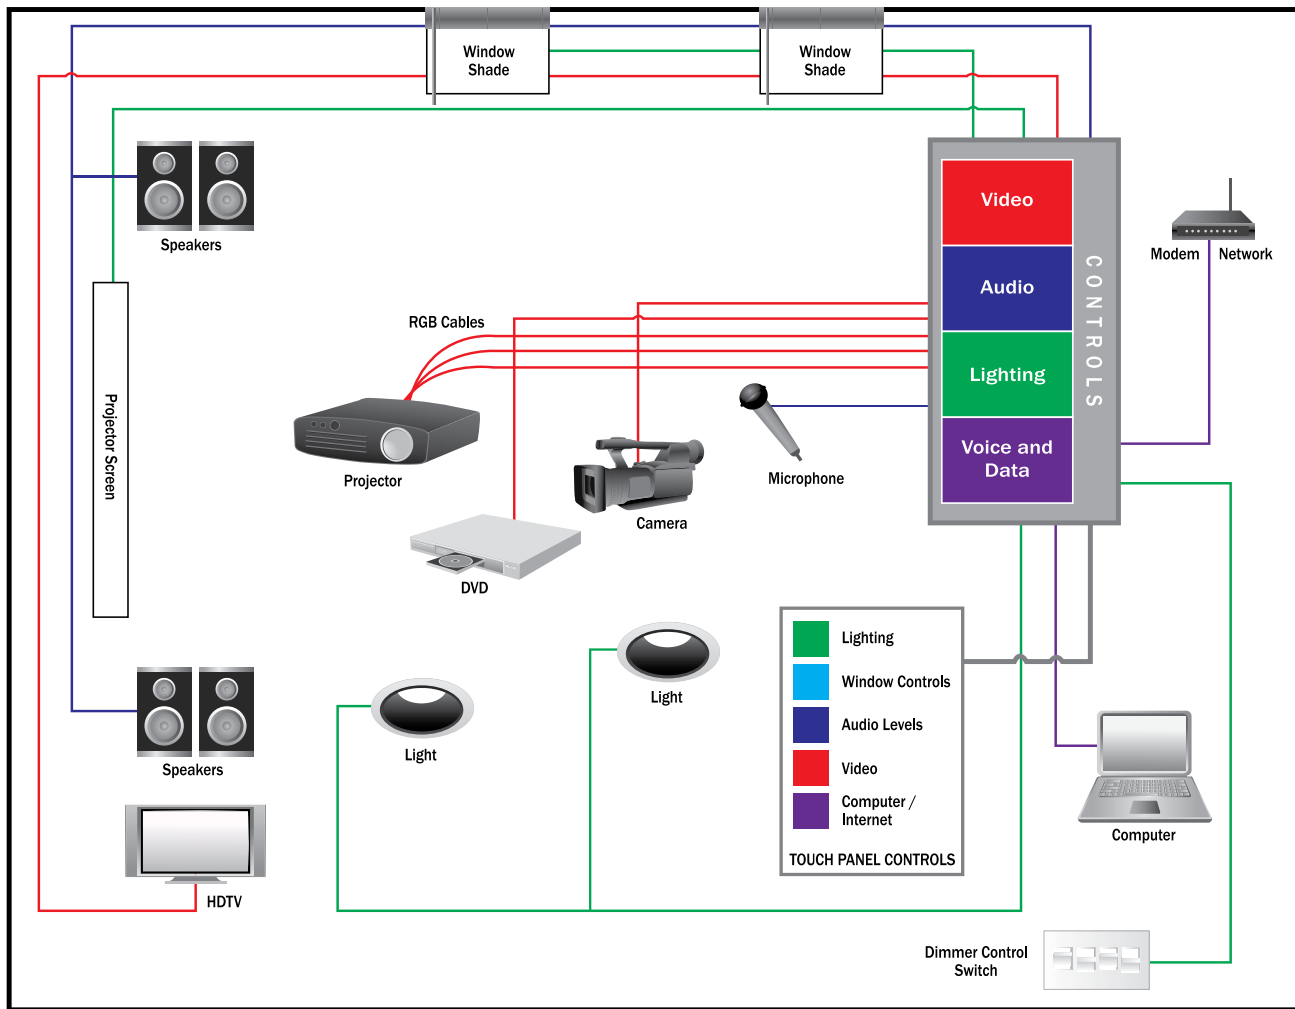 Window
Shade
Window
Shade
Speakers
Video
Audio
Lighting
Voice and
Data
CONTROLS
Modem
Network
RGB Cables
Projector Screen
Projector
Camera
Microphone
DVD
Light
Light
Speakers
HDTV
Lighting
Window Controls
Audio Levels
Video
Computer /
Internet
TOUCH PANEL CONTROLS
Computer
Dimmer Control
Switch